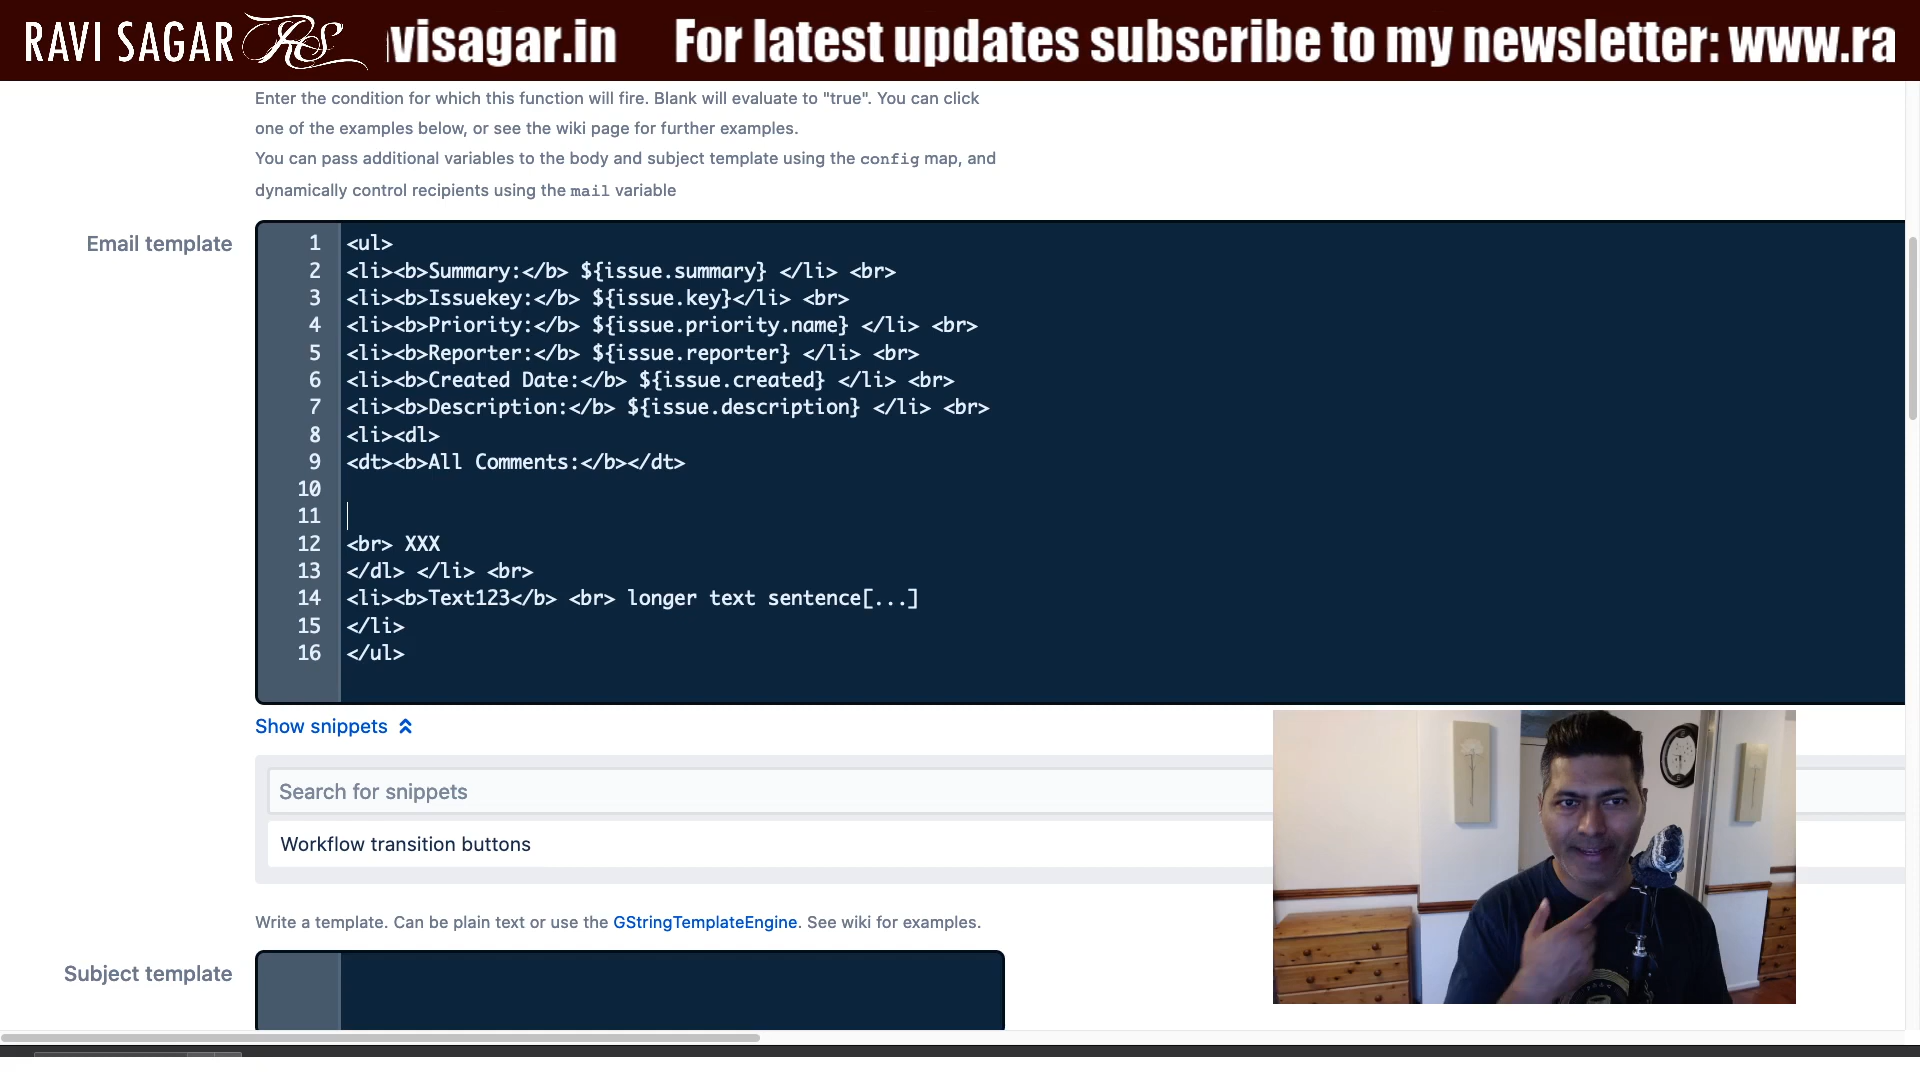 RAVI SAGAR RS visagar.in For latest updates subscribe to my newsletter: www.ra
Enter the condition for which this function will fire. Blank will evaluate to "true". You can click
one of the examples below, or see the wiki page for further examples.
You can pass additional variables to the body and subject template using the config map, and
dynamically control recipients using the mail variable
Email template
1 <ul>
2 <li><b>Summary:</b> ${issue.summary} </li> <br>
3 <li><b>Issuekey:</b> ${issue.key}</li> <br>
4 <li><b>Priority:</b> ${issue.priority.name} </li> <br>
5 <li><b>Reporter:</b> ${issue.reporter} </li> <br>
6 <li><b>Created Date:</b> ${issue.created} </li> <br>
7 <li><b>Description:</b> ${issue.description} </li> <br>
8 <li><dl>
9 <dt><b>All Comments:</b></dt>
10
11
12 <br> XXX
13 </dl> </li> <br>
14 <li><b>Text123</b> <br> longer text sentence[...]
15 </li>
16 </ul>
Show snippets
Search for snippets
Workflow transition buttons
Write a template. Can be plain text or use the GStringTemplateEngine. See wiki for examples.
Subject template